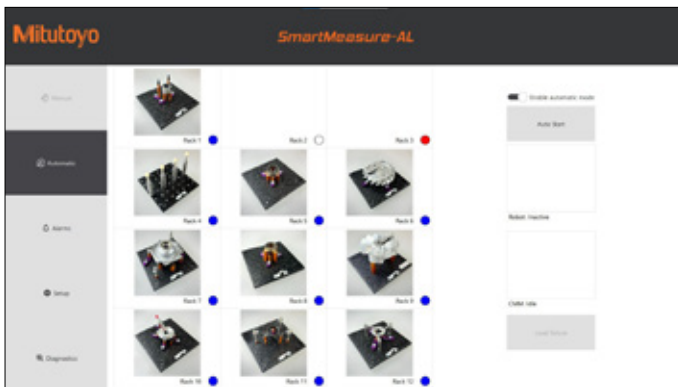 Mitutoyo
SmartMeasure-AL
Manual
Automatic
Alarms
Setup
Diagnostics
Rack 1
Rack 2
Rack 3
Rack 4
Rack 5
Rack 6
Rack 7
Rack 8
Rack 9
Rack 10
Rack 11
Rack 12
Enable automatic mode
Auto Start
Robot: Inactive
CMM: Idle